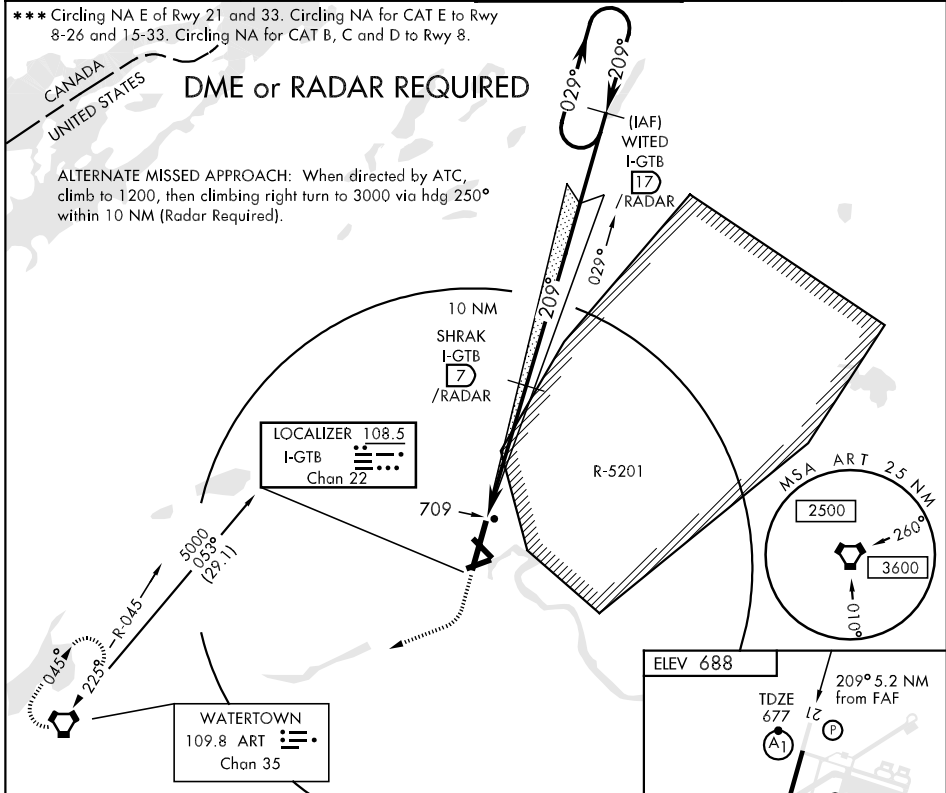 *** Circling NA E of Rwy 21 and 33. Circling NA for CAT E to Rwy
8-26 and 15-33. Circling NA for CAT B, C and D to Rwy 8.
CANADA
UNITED STATES
DME or RADAR REQUIRED
029°
209°
(IAF)
WITED
I-GTB
17
/RADAR
ALTERNATE MISSED APPROACH: When directed by ATC,
climb to 1200, then climbing right turn to 3000 via hdg 250°
within 10 NM (Radar Required).
029°
209°
10 NM
SHRAK
I-GTB
7
/RADAR
LOCALIZER 108.5
I-GTB
Chan 22
R-5201
709
MSA ART 25 NM
2500
260°
3600
010°
5000
053°
(29.1)
R-045
045°
225°
WATERTOWN
109.8 ART
Chan 35
ELEV 688
209° 5.2 NM
from FAF
TDZE
677
21
P
A1